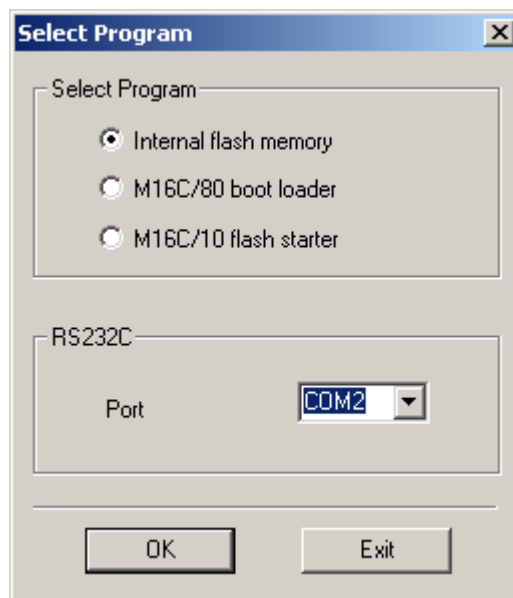 Select Program
Select Program
Internal flash memory
M16C/80 boot loader
M16C/10 flash starter
RS232C
Port COM2
OK Exit